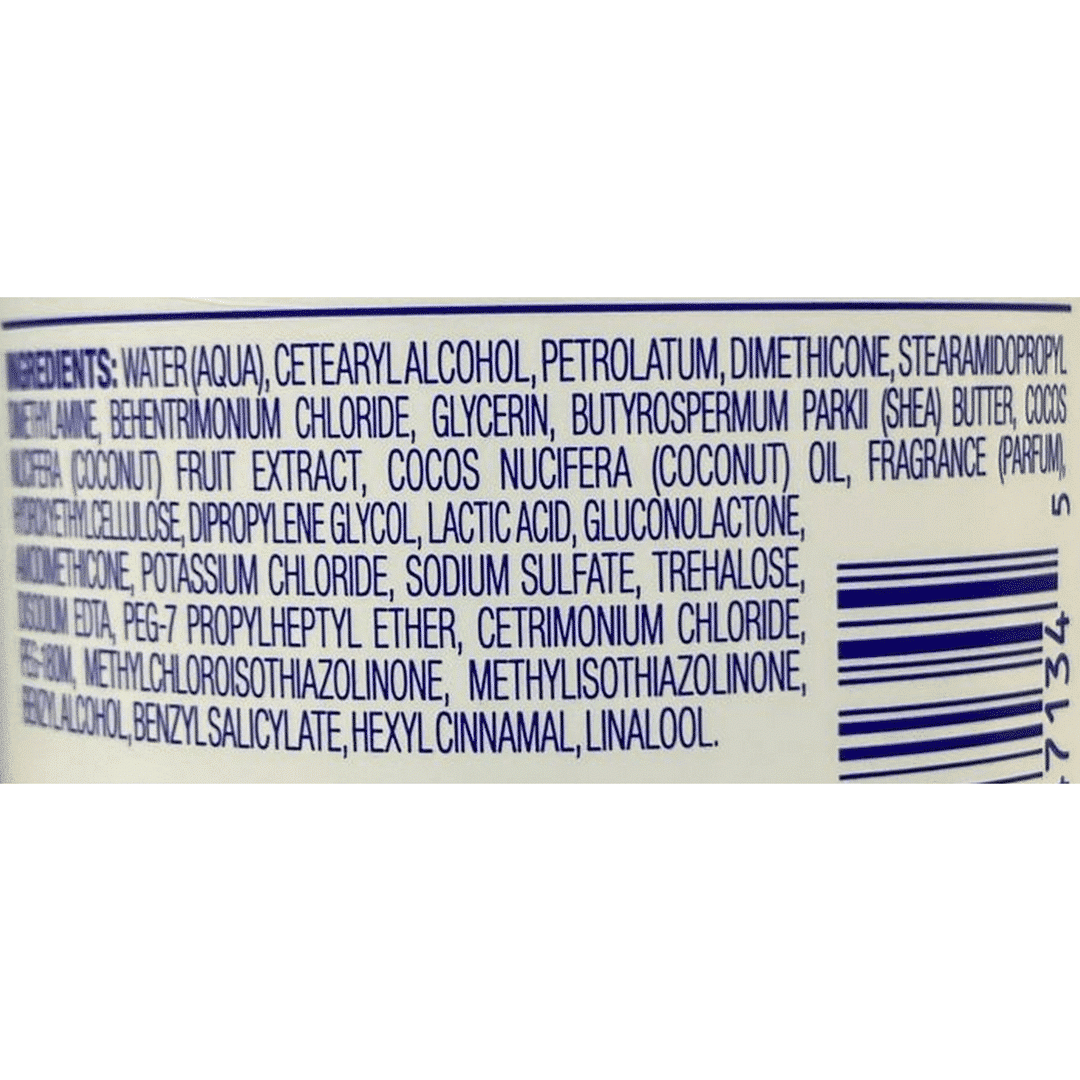 INGREDIENTS: WATER (AQUA), CETEARYL ALCOHOL, PETROLATUM, DIMETHICONE, STEARAMIDOPROPYL
DIMETHYLAMINE, BEHENTRIMONIUM CHLORIDE, GLYCERIN, BUTYROSPERMUM PARKII (SHEA) BUTTER, COCOS
NUCIFERA (COCONUT) FRUIT EXTRACT, COCOS NUCIFERA (COCONUT) OIL, FRAGRANCE (PARFUM),
HYDROXYETHYLCELLULOSE, DIPROPYLENE GLYCOL, LACTIC ACID, GLUCONOLACTONE,
AMODIMETHICONE, POTASSIUM CHLORIDE, SODIUM SULFATE, TREHALOSE,
DISODIUM EDTA, PEG-7 PROPYLHEPTYL ETHER, CETRIMONIUM CHLORIDE,
PEG-180M, METHYLCHLOROISOTHIAZOLINONE, METHYLISOTHIAZOLINONE,
BENZYL ALCOHOL, BENZYL SALICYLATE, HEXYL CINNAMAL, LINALOOL.
47134 5